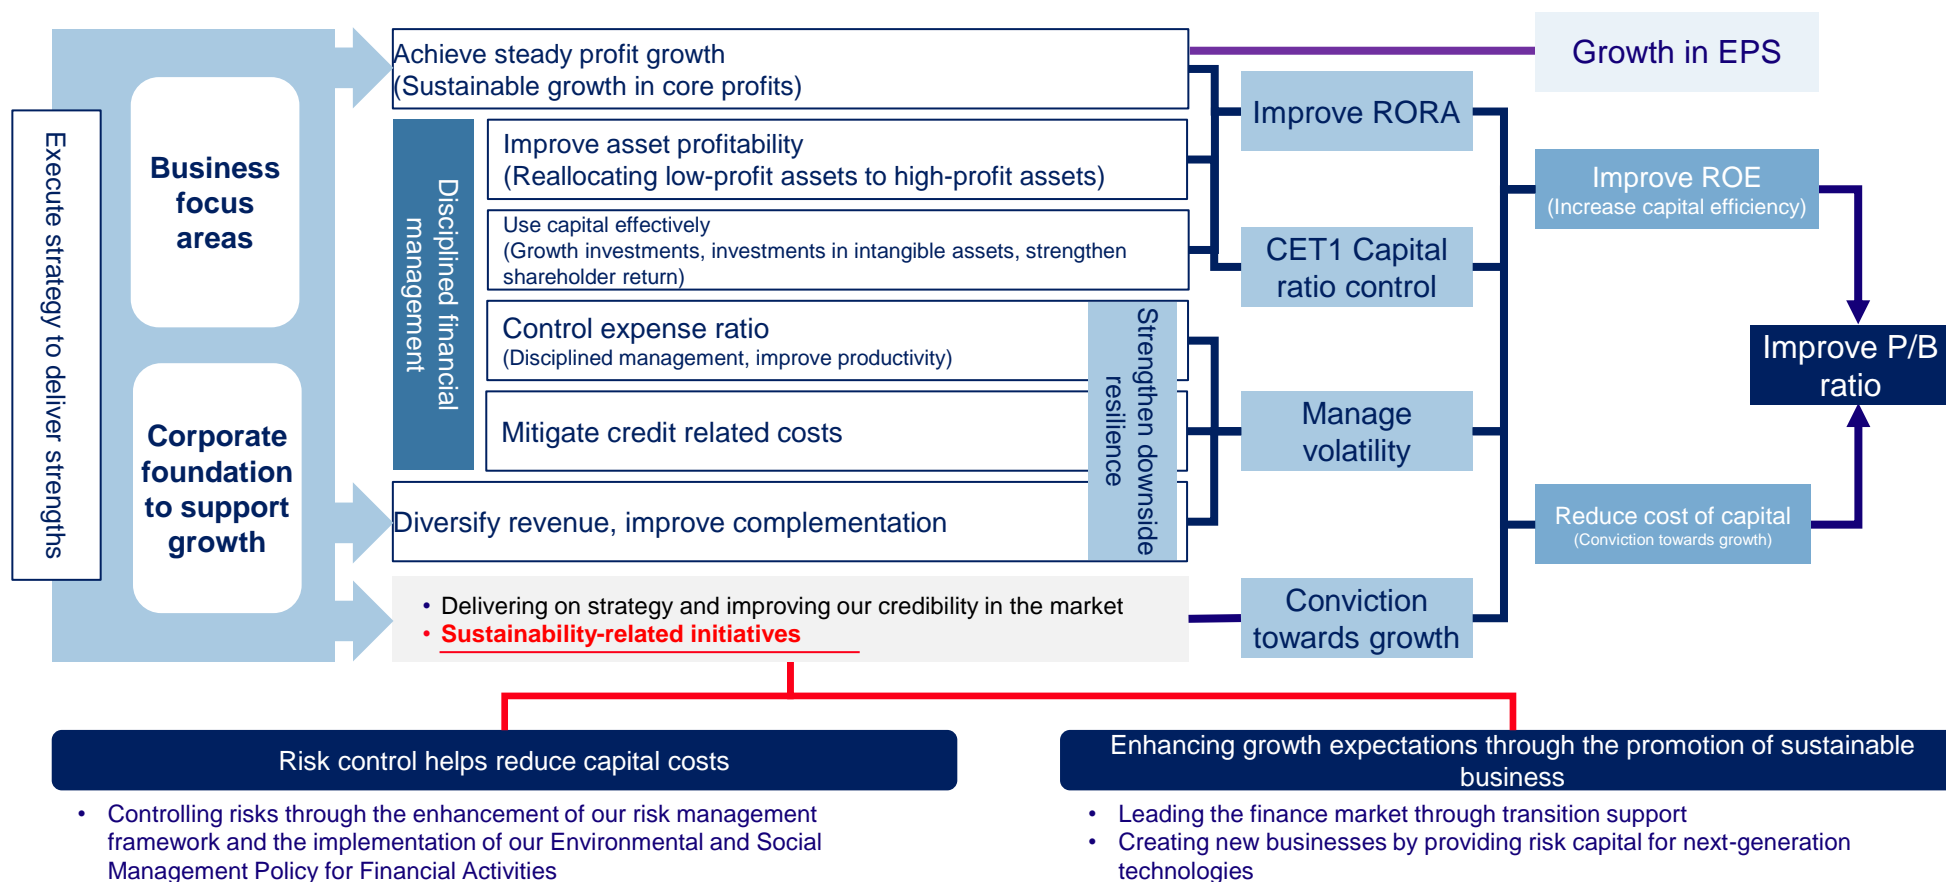 Execute strategy to deliver strengths
Business
focus
areas
Corporate
foundation
to support
growth
Achieve steady profit growth
(Sustainable growth in core profits)
Disciplined financial
management
Improve asset profitability
(Reallocating low-profit assets to high-profit assets)
Use capital effectively
(Growth investments, investments in intangible assets, strengthen
shareholder return)
Control expense ratio
(Disciplined management, improve productivity)
Mitigate credit related costs
Diversify revenue, improve complementation
Strengthen downside
resilience
• Delivering on strategy and improving our credibility in the market
• Sustainability-related initiatives
Improve RORA
CET1 Capital
ratio control
Manage
volatility
Conviction
towards growth
Growth in EPS
Improve ROE
(Increase capital efficiency)
Reduce cost of capital
(Conviction towards growth)
Improve P/B
ratio
Risk control helps reduce capital costs
• Controlling risks through the enhancement of our risk management
framework and the implementation of our Environmental and Social
Management Policy for Financial Activities
Enhancing growth expectations through the promotion of sustainable
business
• Leading the finance market through transition support
• Creating new businesses by providing risk capital for next-generation
technologies